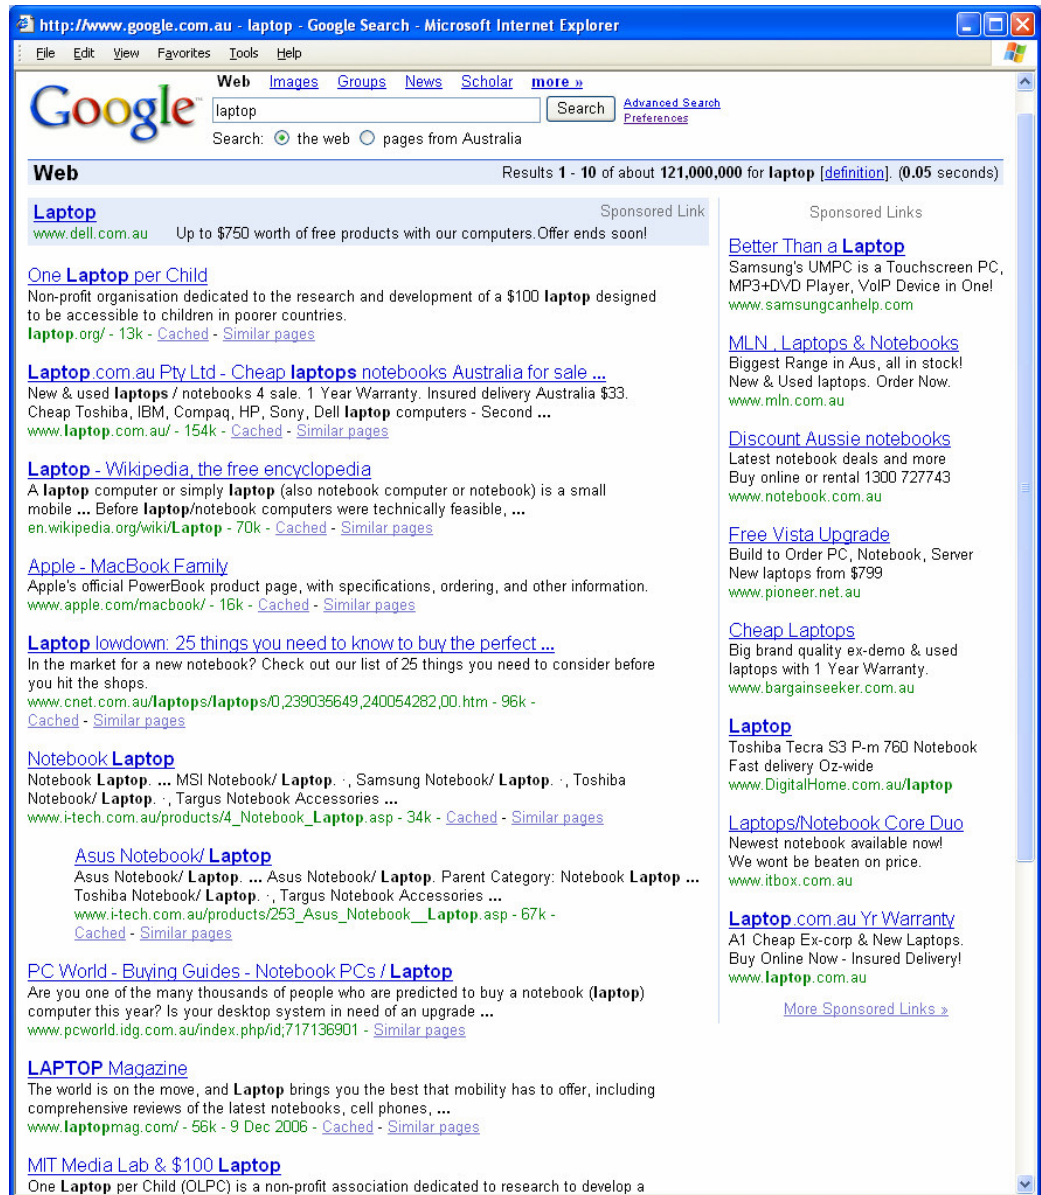 http://www.google.com.au - laptop - Google Search - Microsoft Internet Explorer
File Edit View Favorites Tools Help
Web Images Groups News Scholar more »
Google™
laptop
Search
Advanced Search
Preferences
Search: the web pages from Australia
Web
Results 1 - 10 of about 121,000,000 for laptop [definition]. (0.05 seconds)
Laptop
Sponsored Link
www.dell.com.au Up to $750 worth of free products with our computers.Offer ends soon!
One Laptop per Child
Non-profit organisation dedicated to the research and development of a $100 laptop designed
to be accessible to children in poorer countries.
laptop.org/ - 13k - Cached - Similar pages
Laptop.com.au Pty Ltd - Cheap laptops notebooks Australia for sale ...
New & used laptops / notebooks 4 sale. 1 Year Warranty. Insured delivery Australia $33.
Cheap Toshiba, IBM, Compaq, HP, Sony, Dell laptop computers - Second ...
www.laptop.com.au/ - 154k - Cached - Similar pages
Laptop - Wikipedia, the free encyclopedia
A laptop computer or simply laptop (also notebook computer or notebook) is a small
mobile ... Before laptop/notebook computers were technically feasible, ...
en.wikipedia.org/wiki/Laptop - 70k - Cached - Similar pages
Apple - MacBook Family
Apple's official PowerBook product page, with specifications, ordering, and other information.
www.apple.com/macbook/ - 16k - Cached - Similar pages
Laptop lowdown: 25 things you need to know to buy the perfect ...
In the market for a new notebook? Check out our list of 25 things you need to consider before
you hit the shops.
www.cnet.com.au/laptops/laptops/0,239035649,240054282,00.htm - 96k -
Cached - Similar pages
Notebook Laptop
Notebook Laptop. ... MSI Notebook/ Laptop. ·, Samsung Notebook/ Laptop. ·, Toshiba
Notebook/ Laptop. ·, Targus Notebook Accessories ...
www.i-tech.com.au/products/4_Notebook_Laptop.asp - 34k - Cached - Similar pages
Asus Notebook/ Laptop
Asus Notebook/ Laptop. ... Asus Notebook/ Laptop. Parent Category: Notebook Laptop ...
Toshiba Notebook/ Laptop. ·, Targus Notebook Accessories ...
www.i-tech.com.au/products/253_Asus_Notebook__Laptop.asp - 67k -
Cached - Similar pages
PC World - Buying Guides - Notebook PCs / Laptop
Are you one of the many thousands of people who are predicted to buy a notebook (laptop)
computer this year? Is your desktop system in need of an upgrade ...
www.pcworld.idg.com.au/index.php/id;717136901 - Similar pages
LAPTOP Magazine
The world is on the move, and Laptop brings you the best that mobility has to offer, including
comprehensive reviews of the latest notebooks, cell phones, ...
www.laptopmag.com/ - 56k - 9 Dec 2006 - Cached - Similar pages
MIT Media Lab & $100 Laptop
One Laptop per Child (OLPC) is a non-profit association dedicated to research to develop a
Sponsored Links
Better Than a Laptop
Samsung's UMPC is a Touchscreen PC,
MP3+DVD Player, VoIP Device in One!
www.samsungcanhelp.com
MLN , Laptops & Notebooks
Biggest Range in Aus, all in stock!
New & Used laptops. Order Now.
www.mln.com.au
Discount Aussie notebooks
Latest notebook deals and more
Buy online or rental 1300 727743
www.notebook.com.au
Free Vista Upgrade
Build to Order PC, Notebook, Server
New laptops from $799
www.pioneer.net.au
Cheap Laptops
Big brand quality ex-demo & used
laptops with 1 Year Warranty.
www.bargainseeker.com.au
Laptop
Toshiba Tecra S3 P-m 760 Notebook
Fast delivery Oz-wide
www.DigitalHome.com.au/laptop
Laptops/Notebook Core Duo
Newest notebook available now!
We wont be beaten on price.
www.itbox.com.au
Laptop.com.au Yr Warranty
A1 Cheap Ex-corp & New Laptops.
Buy Online Now - Insured Delivery!
www.laptop.com.au
More Sponsored Links »